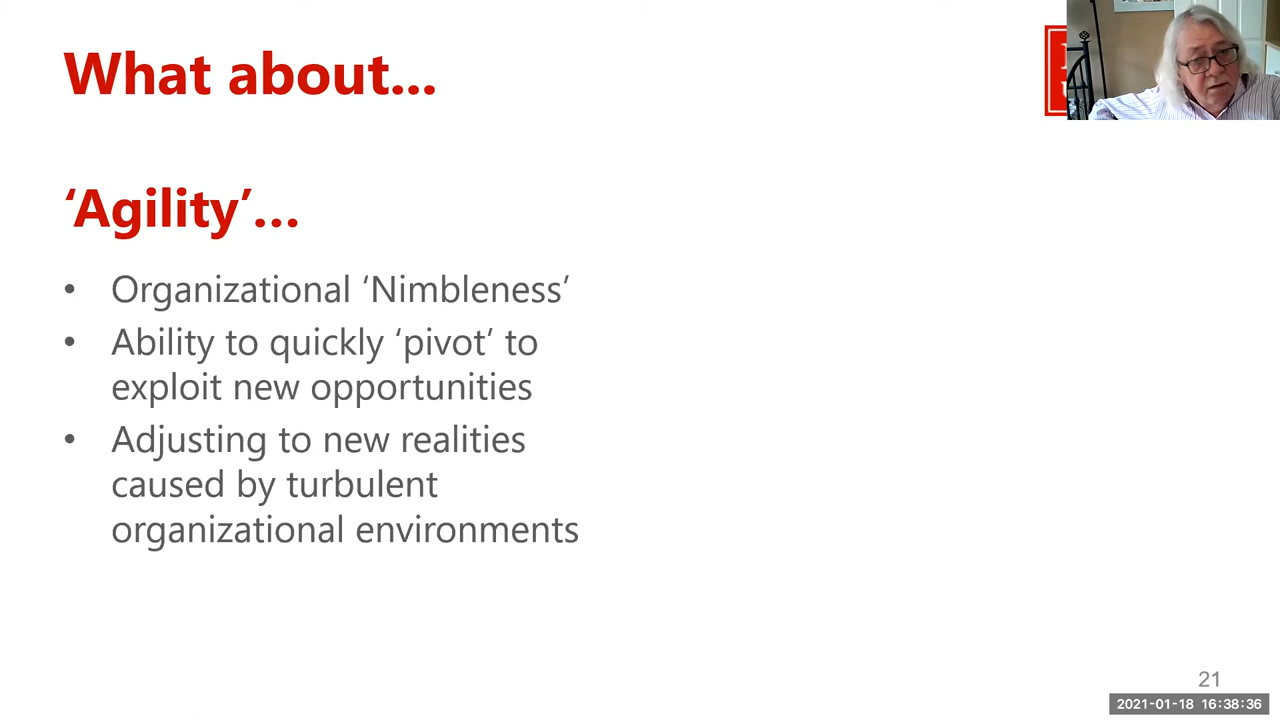 What about...
‘Agility’...
• Organizational ‘Nimbleness’
• Ability to quickly ‘pivot’ to
exploit new opportunities
• Adjusting to new realities
caused by turbulent
organizational environments
21
2021-01-18 16:38:36